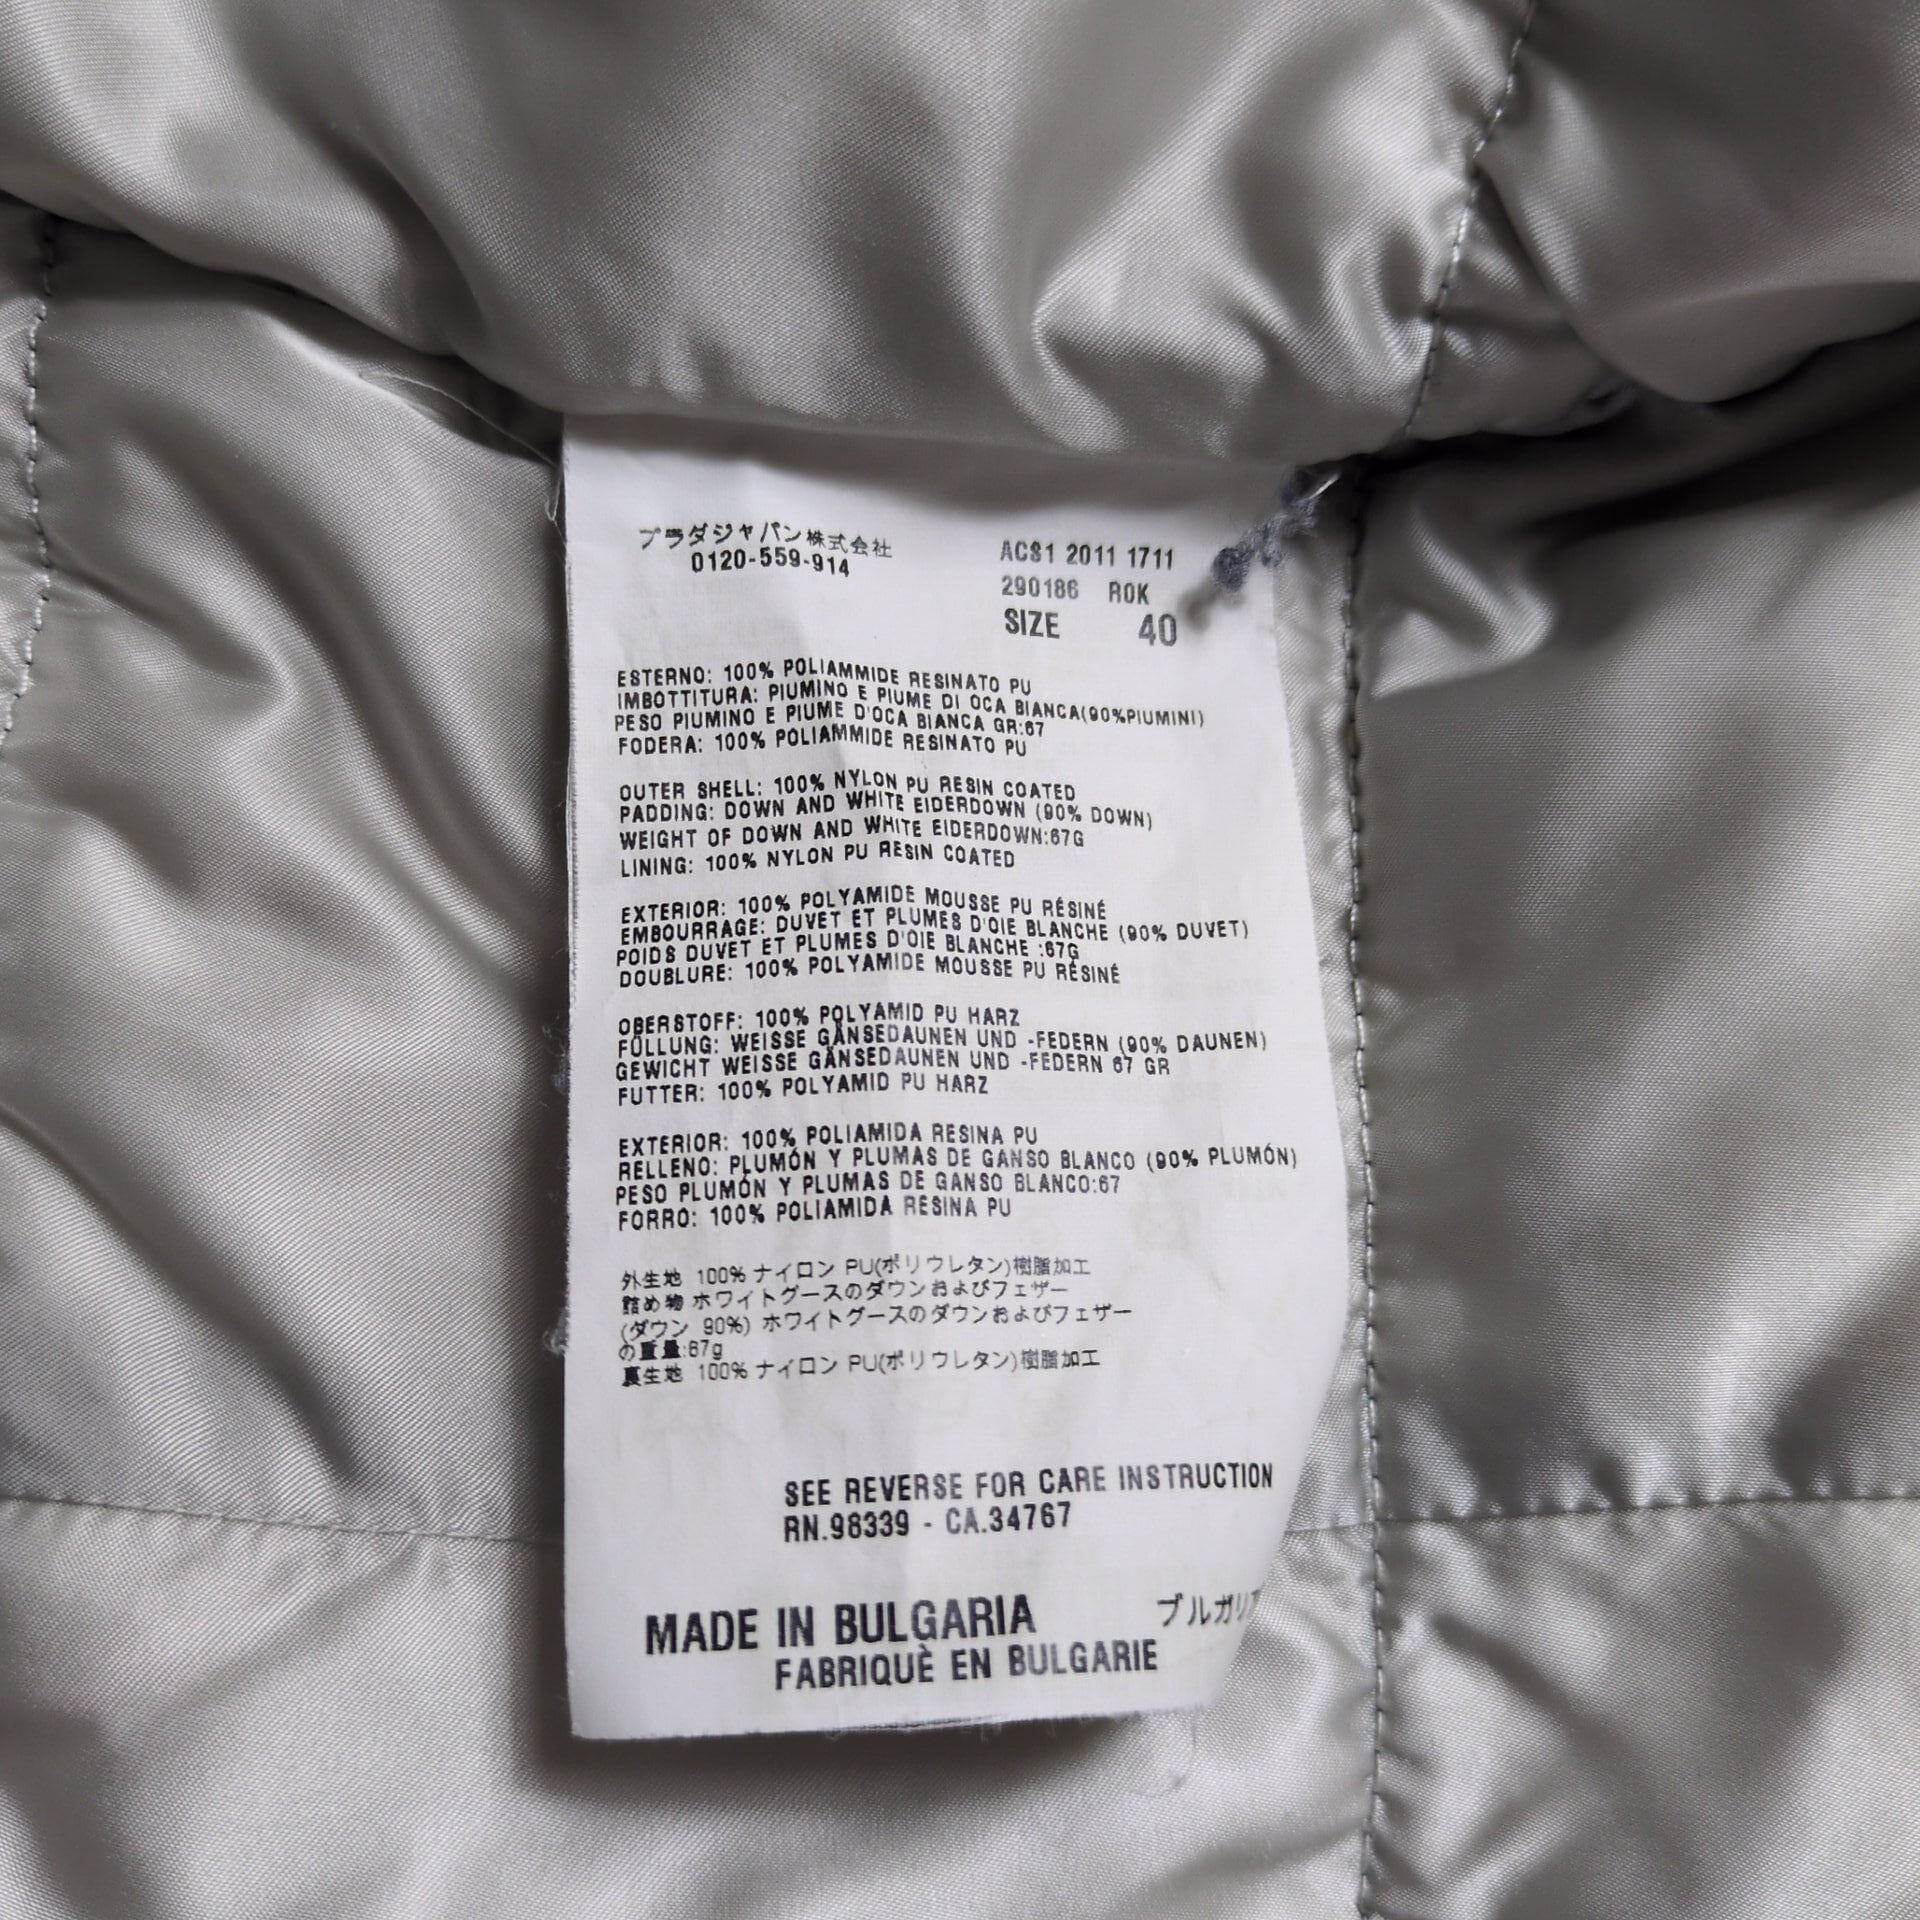 プラダジャパン株式会社
0120-559-914
ACS1 2011 1711
290186 ROK
SIZE 40
ESTERNO: 100% POLIAMMIDE RESINATO PU
IMBOTTITURA: PIUMINO E PIUME DI OCA BIANCA(90%PIUMINI)
PESO PIUMINO E PIUME D'OCA BIANCA GR:67
FODERA: 100% POLIAMMIDE RESINATO PU
OUTER SHELL: 100% NYLON PU RESIN COATED
PADDING: DOWN AND WHITE EIDERDOWN (90% DOWN)
WEIGHT OF DOWN AND WHITE EIDERDOWN:67G
LINING: 100% NYLON PU RESIN COATED
EXTERIOR: 100% POLYAMIDE MOUSSE PU RÉSINÉ
EMBOURRAGE: DUVET ET PLUMES D'OIE BLANCHE (90% DUVET)
POIDS DUVET ET PLUMES D'OIE BLANCHE :67G
DOUBLURE: 100% POLYAMIDE MOUSSE PU RÉSINÉ
OBERSTOFF: 100% POLYAMID PU HARZ
FÜLLUNG: WEISSE GÄNSEDAUNEN UND -FEDERN (90% DAUNEN)
GEWICHT WEISSE GÄNSEDAUNEN UND -FEDERN 67 GR
FUTTER: 100% POLYAMID PU HARZ
EXTERIOR: 100% POLIAMIDA RESINA PU
RELLENO: PLUMÓN Y PLUMAS DE GANSO BLANCO (90% PLUMÓN)
PESO PLUMÓN Y PLUMAS DE GANSO BLANCO:67
FORRO: 100% POLIAMIDA RESINA PU
外生地 100% ナイロン PU(ポリウレタン)樹脂加工
詰め物 ホワイトグースのダウンおよびフェザー
(ダウン 90%) ホワイトグースのダウンおよびフェザー
の重量:67g
裏生地 100% ナイロン PU(ポリウレタン)樹脂加工
SEE REVERSE FOR CARE INSTRUCTION
RN.98339 - CA.34767
MADE IN BULGARIA
ブルガリア
FABRIQUÈ EN BULGARIE